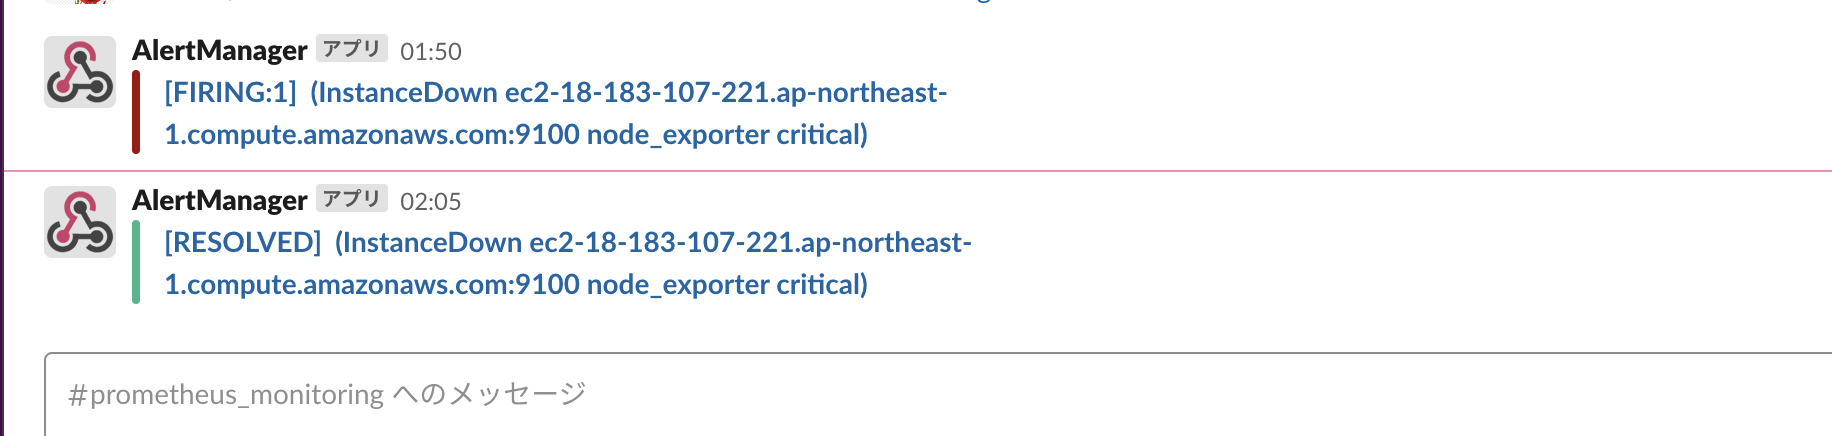 AlertManager アプリ 01:50
[FIRING:1] (InstanceDown ec2-18-183-107-221.ap-northeast-
1.compute.amazonaws.com:9100 node_exporter critical)
AlertManager アプリ 02:05
[RESOLVED] (InstanceDown ec2-18-183-107-221.ap-northeast-
1.compute.amazonaws.com:9100 node_exporter critical)
#prometheus_monitoring へのメッセージ